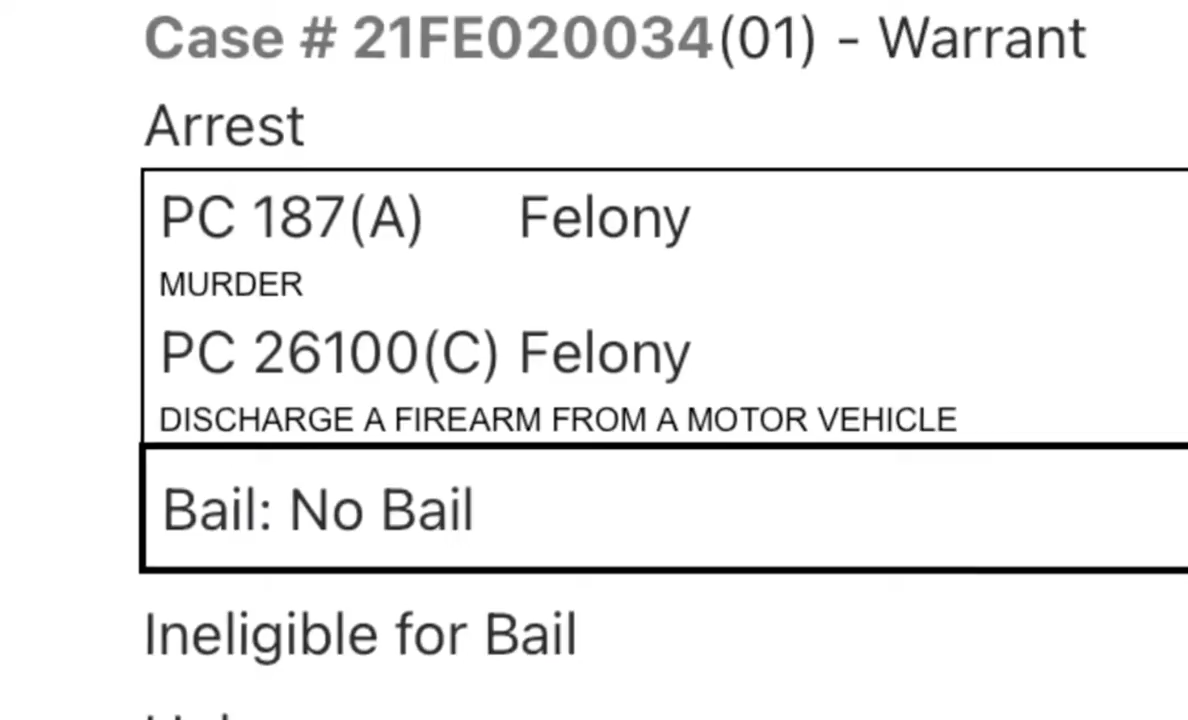 Case # 21FE020034(01) - Warrant
Arrest
PC 187(A) Felony
MURDER
PC 26100(C) Felony
DISCHARGE A FIREARM FROM A MOTOR VEHICLE
Bail: No Bail
Ineligible for Bail